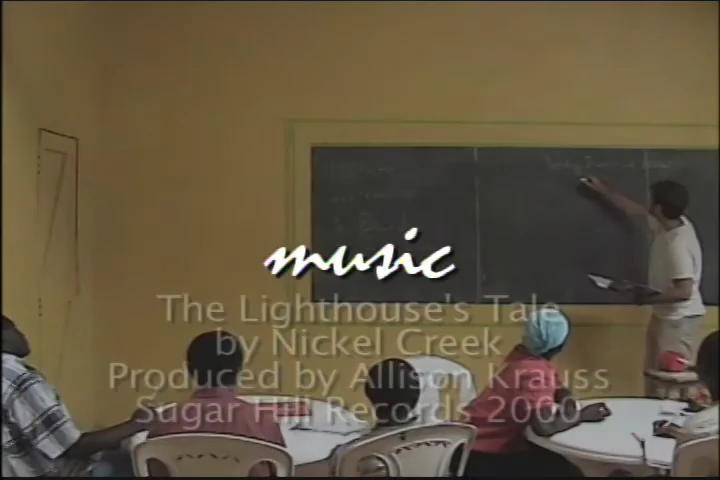 music
The Lighthouse's Tale
by Nickel Creek
Produced by Allison Krauss
Sugar Hill Records 2000